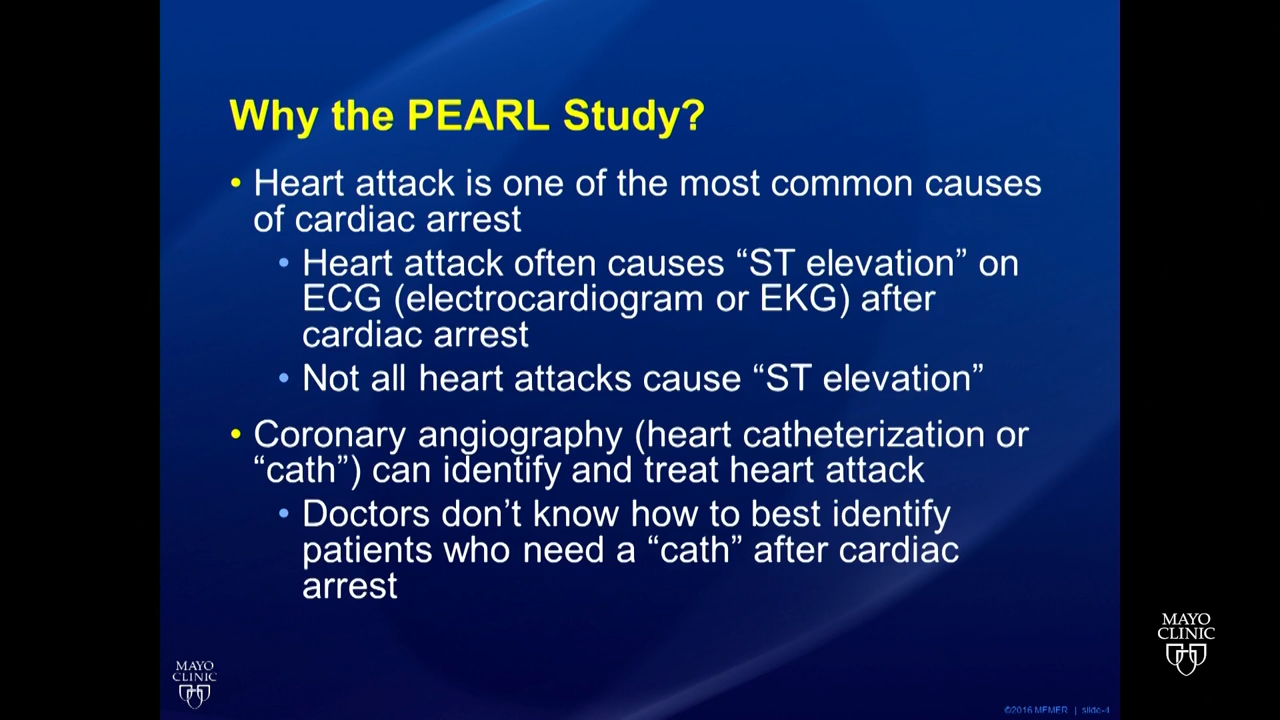 Why the PEARL Study?
• Heart attack is one of the most common causes
of cardiac arrest
• Heart attack often causes “ST elevation” on
ECG (electrocardiogram or EKG) after
cardiac arrest
• Not all heart attacks cause “ST elevation”
• Coronary angiography (heart catheterization or
“cath”) can identify and treat heart attack
• Doctors don’t know how to best identify
patients who need a “cath” after cardiac
arrest
MAYO
CLINIC
MAYO
CLINIC
©2016 MFMER | slide-4